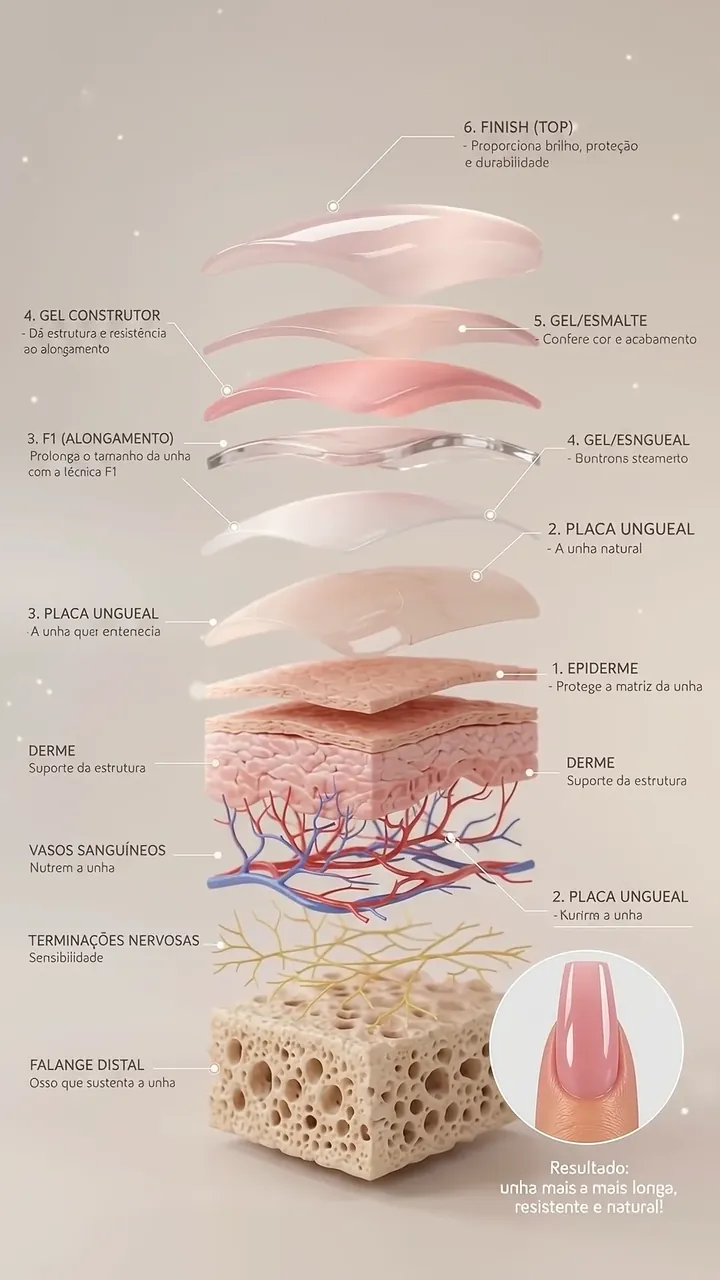 6. FINISH (TOP)
- Proporciona brilho, proteção
e durabilidade
4. GEL CONSTRUTOR
- Dá estrutura e resistência
ao alongamento
5. GEL/ESMALTE
- Confere cor e acabamento
3. F1 (ALONGAMENTO)
Prolonga o tamanho da unha
com a técnica F1
4. GEL/ESNGUEAL
- Buntrons steamerto
2. PLACA UNGUEAL
- A unha natural
3. PLACA UNGUEAL
- A unha quer entenecia
1. EPIDERME
- Protege a matriz da unha
DERME
Suporte da estrutura
DERME
Suporte da estrutura
VASOS SANGUÍNEOS
Nutrem a unha
2. PLACA UNGUEAL
- Kurirm a unha
TERMINAÇÕES NERVOSAS
Sensibilidade
FALANGE DISTAL
Osso que sustenta a unha
Resultado:
unha mais a mais longa,
resistente e natural!